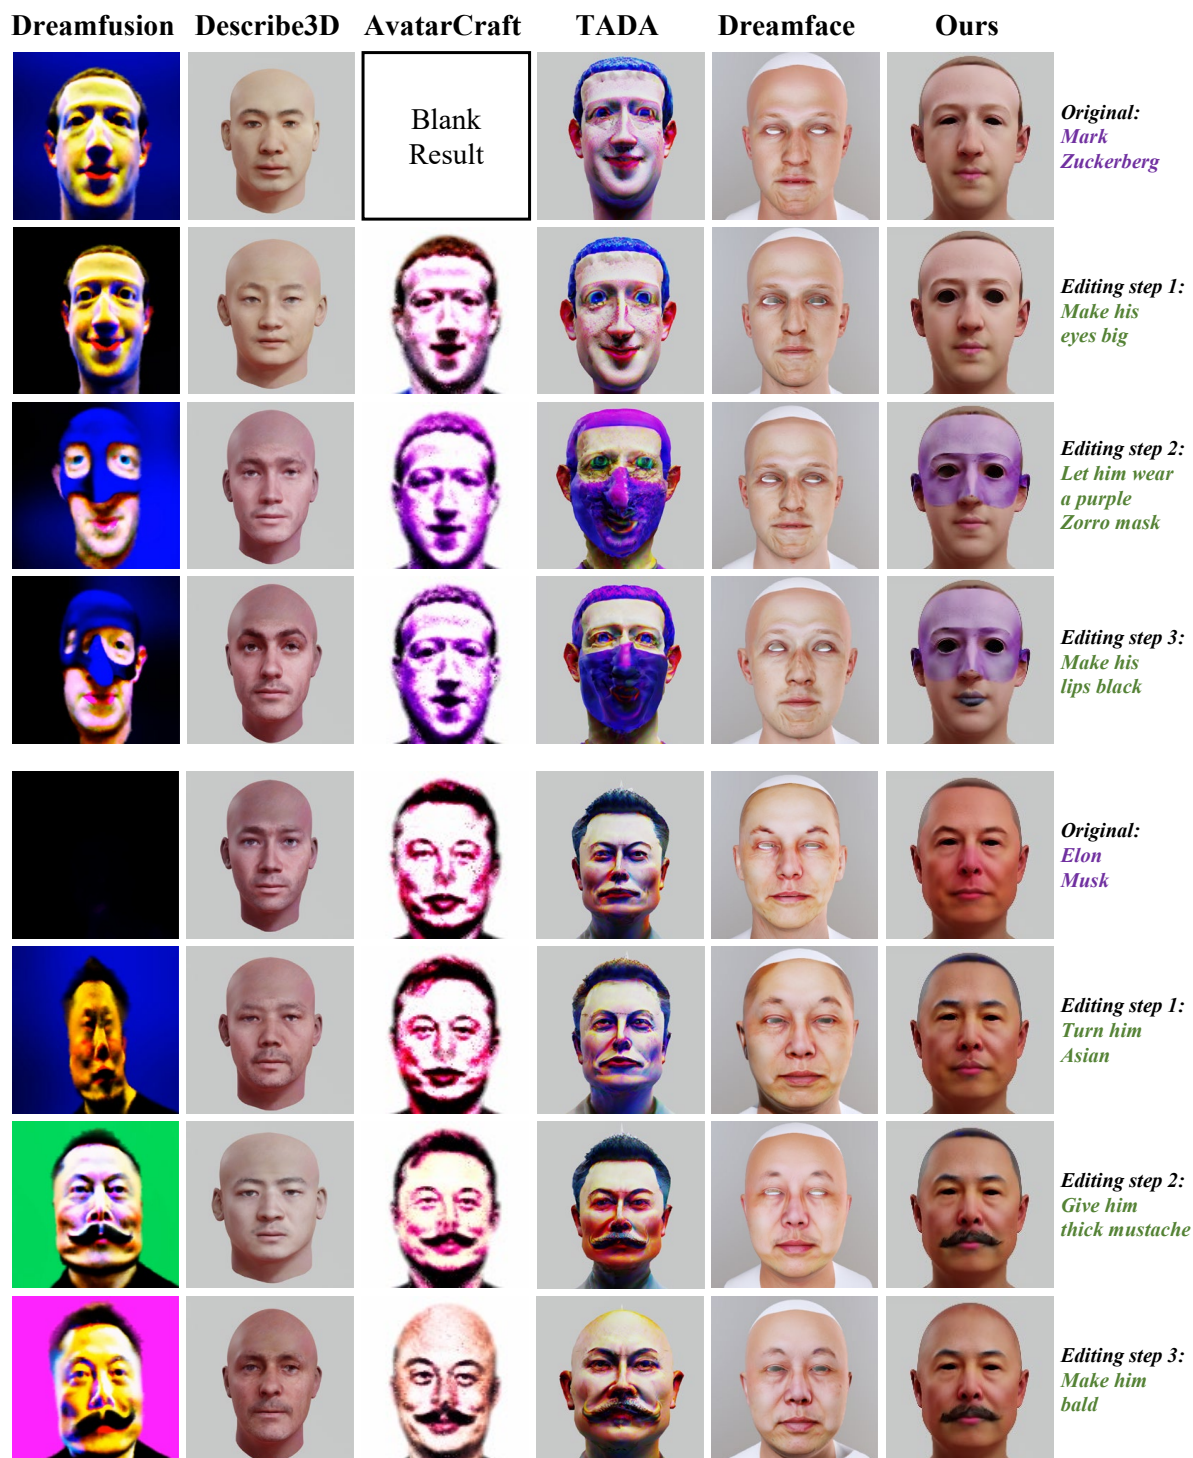 Dreamfusion Describe3D AvatarCraft TADA Dreamface Ours
Blank
Result
Original:
Mark
Zuckerberg
Editing step 1:
Make his
eyes big
Editing step 2:
Let him wear
a purple
Zorro mask
Editing step 3:
Make his
lips black
Original:
Elon
Musk
Editing step 1:
Turn him
Asian
Editing step 2:
Give him
thick mustache
Editing step 3:
Make him
bald